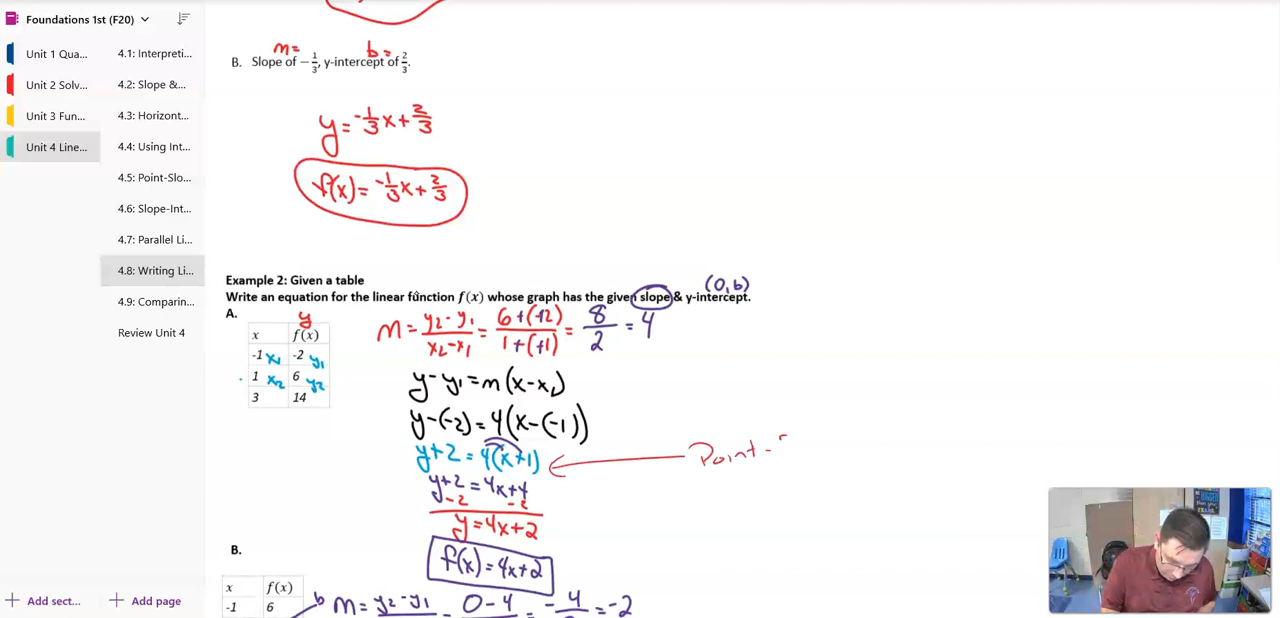 Foundations 1st (F20)
Unit 1 Qua...
Unit 2 Solv...
Unit 3 Fun...
Unit 4 Line...
4.1: Interpreti...
4.2: Slope &...
4.3: Horizont...
4.4: Using Int...
4.5: Point-Slo...
4.6: Slope-Int...
4.7: Parallel Li...
4.8: Writing Li...
4.9: Comparin...
Review Unit 4
+ Add sect...
+ Add page
m= b=
B. Slope of −1/3, y-intercept of 2/3.
y = -1/3x + 2/3
f(x) = -1/3x + 2/3
Example 2: Given a table
(0, b)
Write an equation for the linear function f(x) whose graph has the given slope & y-intercept.
A.
y
x f(x)
-1 x₁ -2 y₁
1 x₂ 6 y₂
3 14
m = y₂-y₁/x₂-x₁ = 6+(+2)/1+(+1) = 8/2 = 4
y-y₁=m(x-x₁)
y-(-2)=4(x-(-1))
y+2=4(x+1)
Point-
y+2=4x+4
-2 -2
y=4x+2
f(x)=4x+2
B.
x f(x)
-1 6
b m = y₂-y₁ = 0-4 = -4 = -2